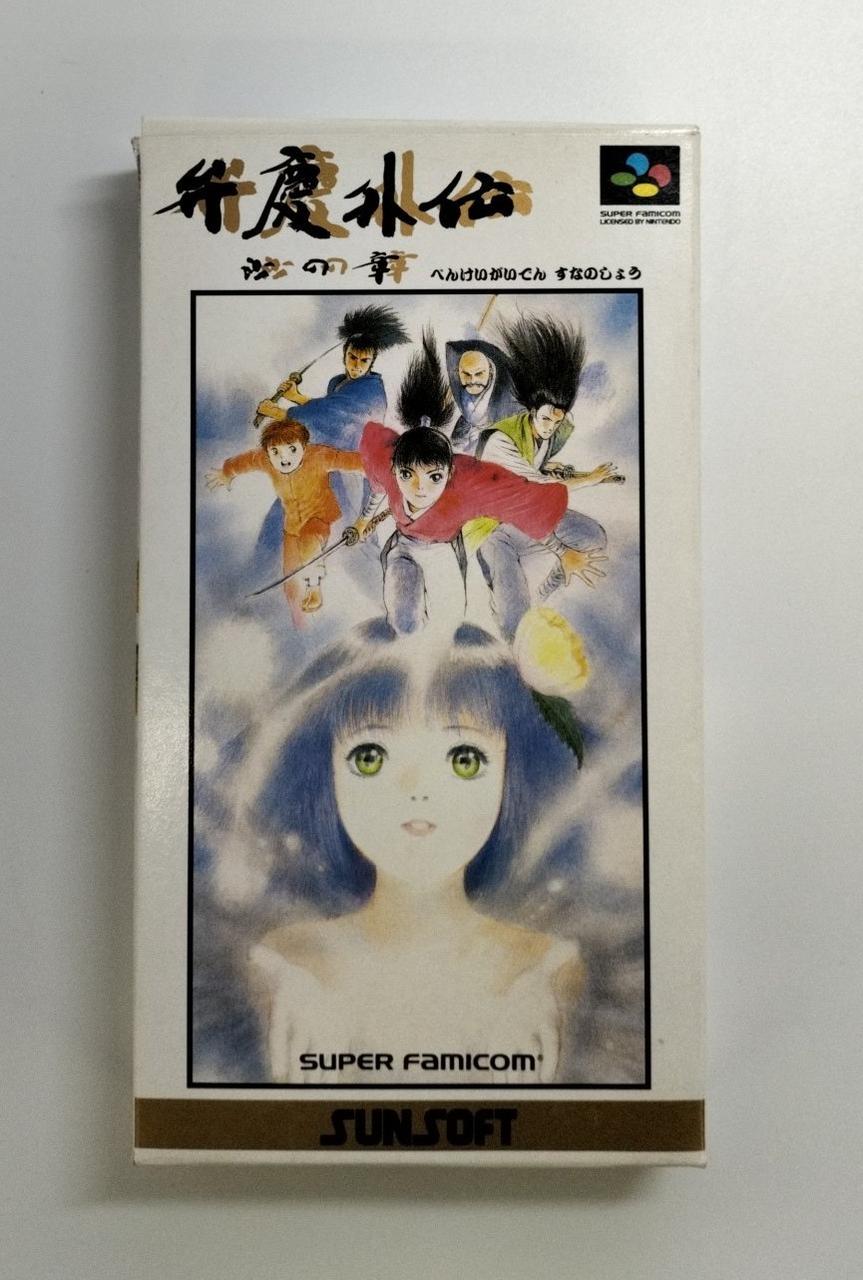 弁慶外伝
沙の章 べんけいがいでん すなのしょう
SUPER FAMICOM
LICENSED BY NINTENDO
SUPER FAMICOM®
SUNSOFT